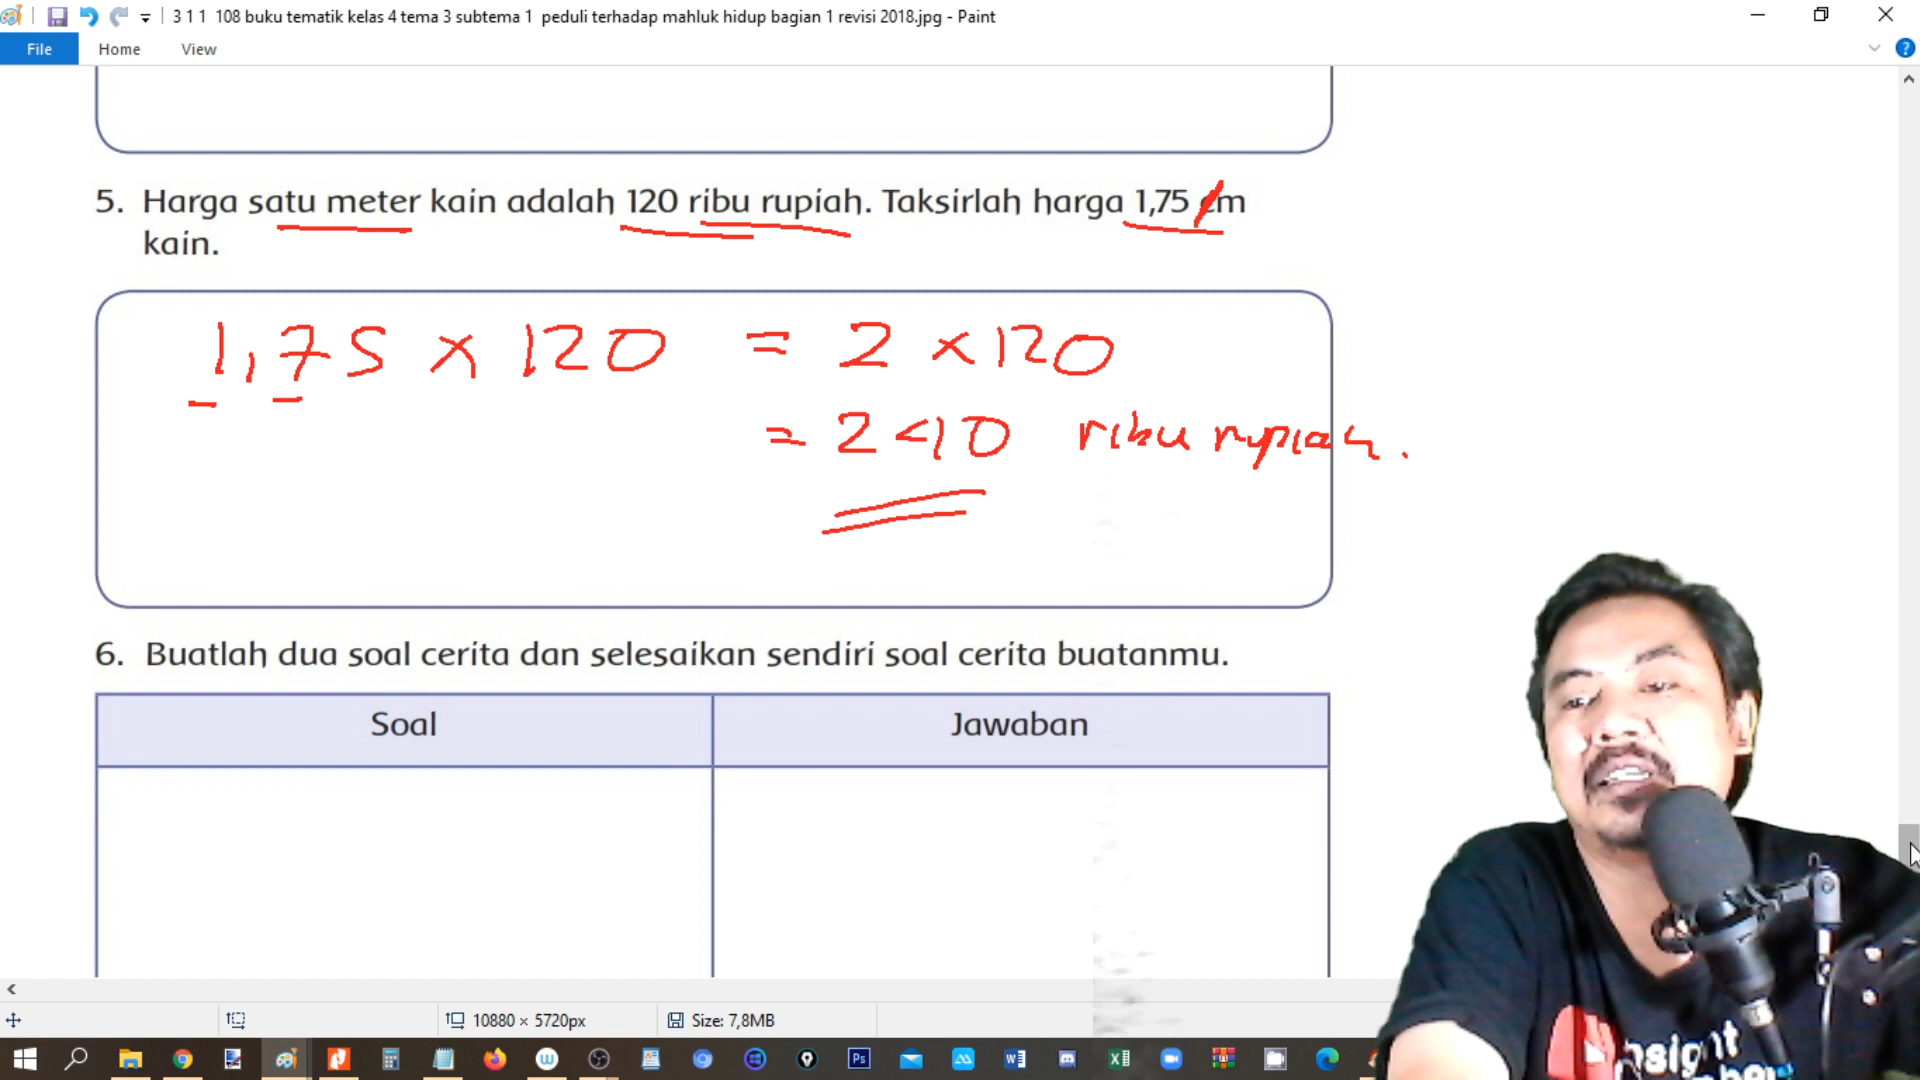 3 1 1 108 buku tematik kelas 4 tema 3 subtema 1 peduli terhadap mahluk hidup bagian 1 revisi 2018.jpg - Paint
File Home View
5. Harga satu meter kain adalah 120 ribu rupiah. Taksirlah harga 1,75 cm
kain.
1,75 × 120 = 2 × 120
= 240 ribu rupiah.
6. Buatlah dua soal cerita dan selesaikan sendiri soal cerita buatanmu.
Soal Jawaban
10880 × 5720px Size: 7,8MB